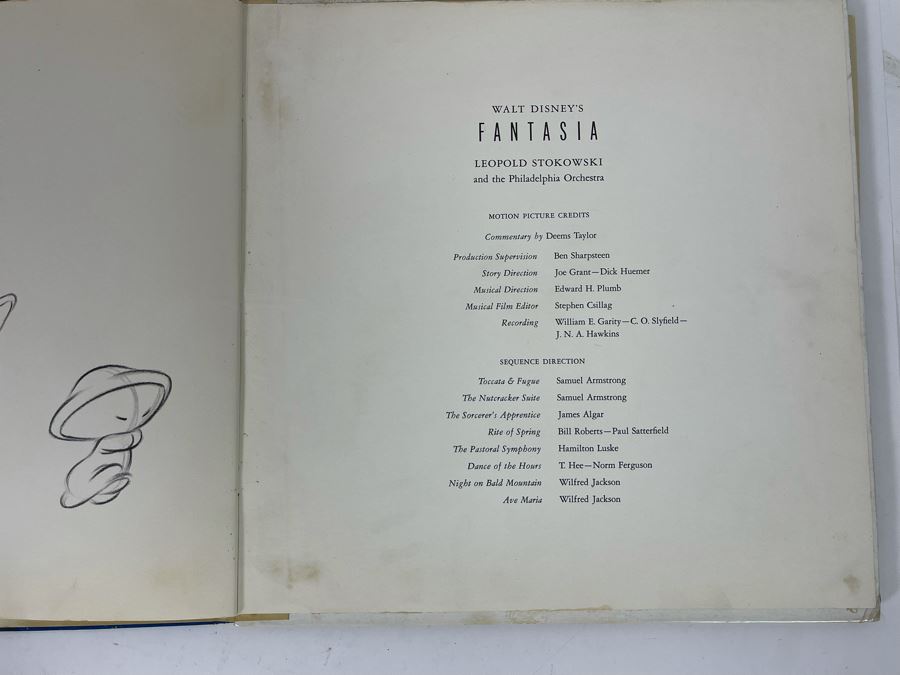 WALT DISNEY'S
FANTASIA
LEOPOLD STOKOWSKI
and the Philadelphia Orchestra
MOTION PICTURE CREDITS
Commentary by Deems Taylor
Production Supervision Ben Sharpsteen
Story Direction Joe Grant—Dick Huemer
Musical Direction Edward H. Plumb
Musical Film Editor Stephen Csillag
Recording William E. Garity—C. O. Slyfield—
J. N. A. Hawkins
SEQUENCE DIRECTION
Toccata & Fugue Samuel Armstrong
The Nutcracker Suite Samuel Armstrong
The Sorcerer's Apprentice James Algar
Rite of Spring Bill Roberts—Paul Satterfield
The Pastoral Symphony Hamilton Luske
Dance of the Hours T. Hee—Norm Ferguson
Night on Bald Mountain Wilfred Jackson
Ave Maria Wilfred Jackson